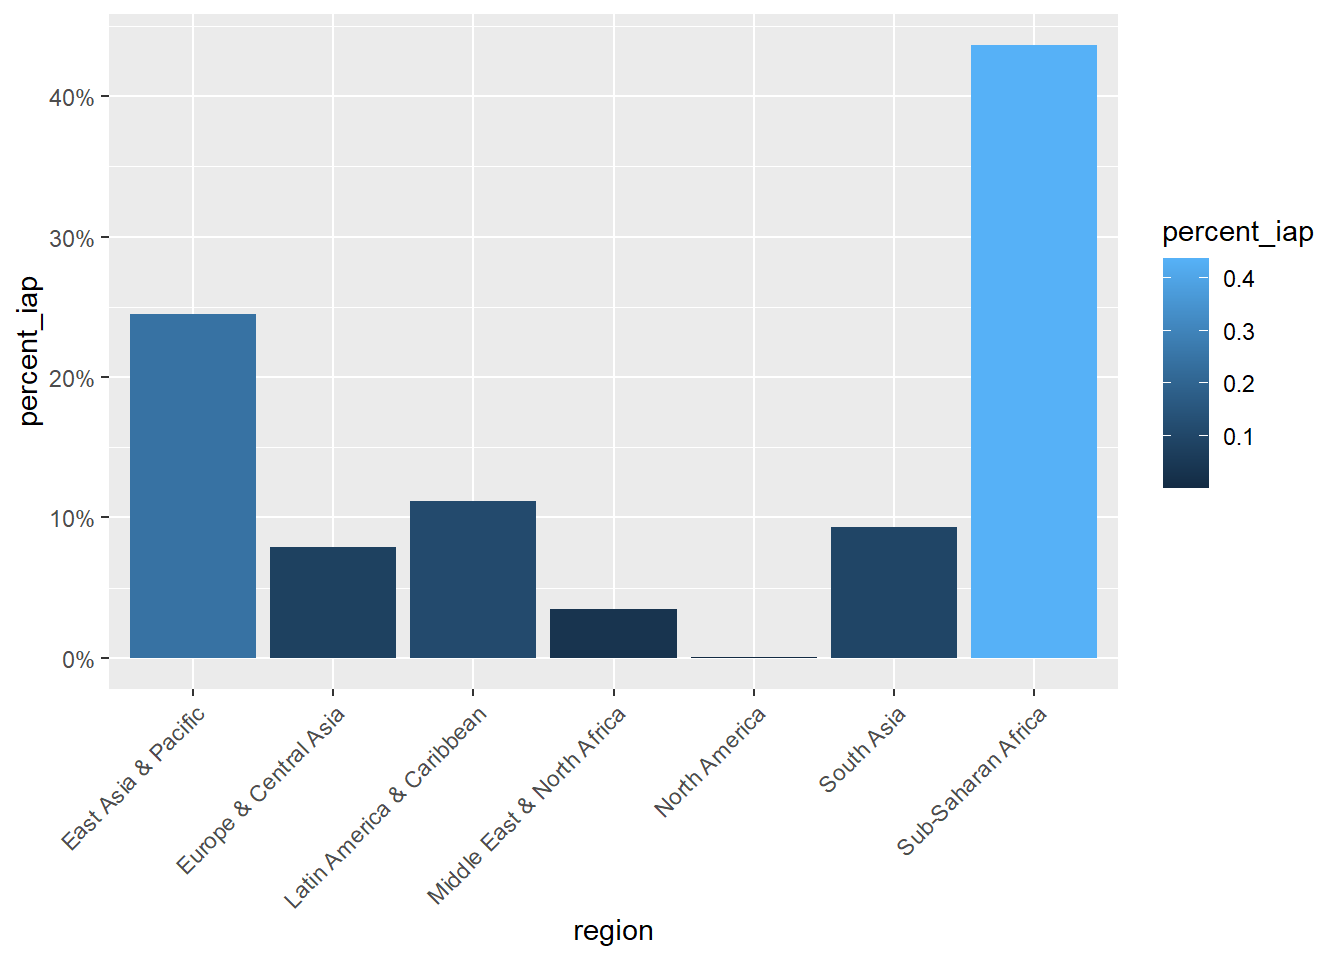 percent_iap
40%
30%
20%
10%
0%
East Asia & Pacific
Europe & Central Asia
Latin America & Caribbean
Middle East & North Africa
North America
South Asia
Sub-Saharan Africa
region
percent_iap
0.4
0.3
0.2
0.1